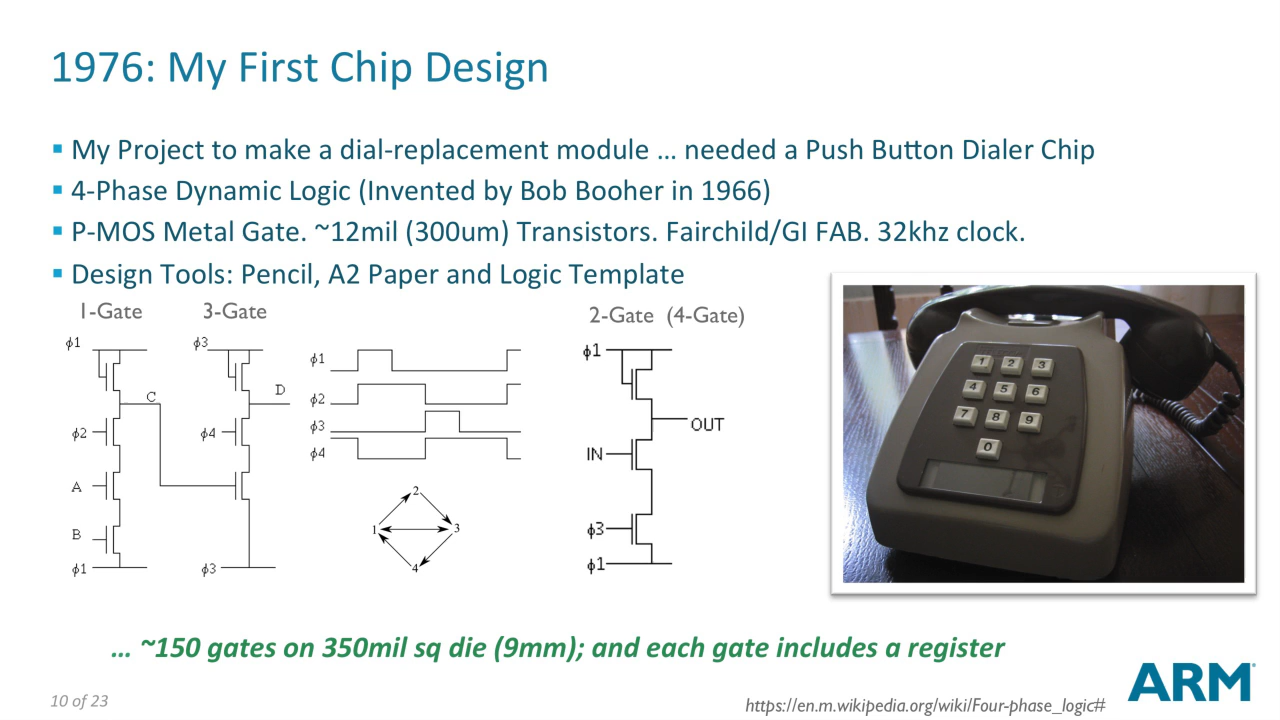 1976: My First Chip Design
▪ My Project to make a dial-replacement module … needed a Push Button Dialer Chip
▪ 4-Phase Dynamic Logic (Invented by Bob Booher in 1966)
▪ P-MOS Metal Gate. ~12mil (300um) Transistors. Fairchild/GI FAB. 32khz clock.
▪ Design Tools: Pencil, A2 Paper and Logic Template
1-Gate
3-Gate
2-Gate (4-Gate)
ϕ1
C
ϕ2
A
B
ϕ1
ϕ3
D
ϕ4
ϕ3
ϕ1
ϕ2
ϕ3
ϕ4
2
1
3
4
ϕ1
OUT
IN
ϕ3
ϕ1
1 2 3
4 5 6
7 8 9
0
… ~150 gates on 350mil sq die (9mm); and each gate includes a register
10 of 23
https://en.m.wikipedia.org/wiki/Four-phase_logic#
ARM